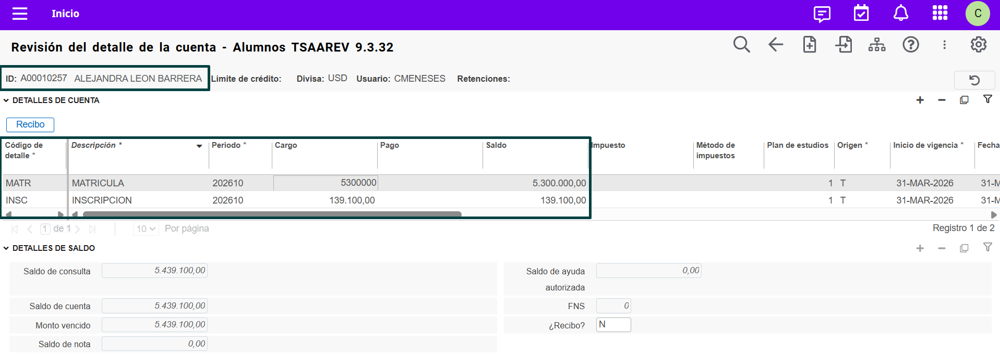 Inicio
C
Revisión del detalle de la cuenta - Alumnos TSAAREV 9.3.32
ID: A00010257 ALEJANDRA LEON BARRERA Límite de crédito: Divisa: USD Usuario: CMENESES Retenciones:
DETALLES DE CUENTA
Recibo
Código de detalle * Descripción * Periodo * Cargo Pago Saldo Impuesto Método de impuestos Plan de estudios Origen * Inicio de vigencia * Fecha
MATR MATRICULA 202610 5300000 5.300.000,00 1 T 31-MAR-2026 31-M
INSC INSCRIPCION 202610 139.100,00 139.100,00 1 T 31-MAR-2026 31-M
1 de 1 10 Por página Registro 1 de 2
DETALLES DE SALDO
Saldo de consulta 5.439.100,00 Saldo de ayuda autorizada 0,00
Saldo de cuenta 5.439.100,00 FNS 0
Monto vencido 5.439.100,00 ¿Recibo? N
Saldo de nota 0,00